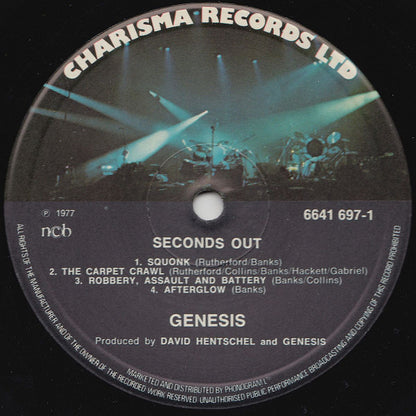 CHARISMA RECORDS LTD
℗ 1977
ncb
6641 697-1
SECONDS OUT
1. SQUONK (Rutherford/Banks)
2. THE CARPET CRAWL (Rutherford/Collins/Banks/Hackett/Gabriel)
3. ROBBERY, ASSAULT AND BATTERY (Banks/Collins)
4. AFTERGLOW (Banks)
GENESIS
Produced by DAVID HENTSCHEL and GENESIS
MARKETED AND DISTRIBUTED BY PHONOGRAM L.
ALL RIGHTS OF THE MANUFACTURER AND OF THE OWNER OF THE RECORDED WORK RESERVED. UNAUTHORISED PUBLIC PERFORMANCE, BROADCASTING AND COPYING OF THIS RECORD PROHIBITED